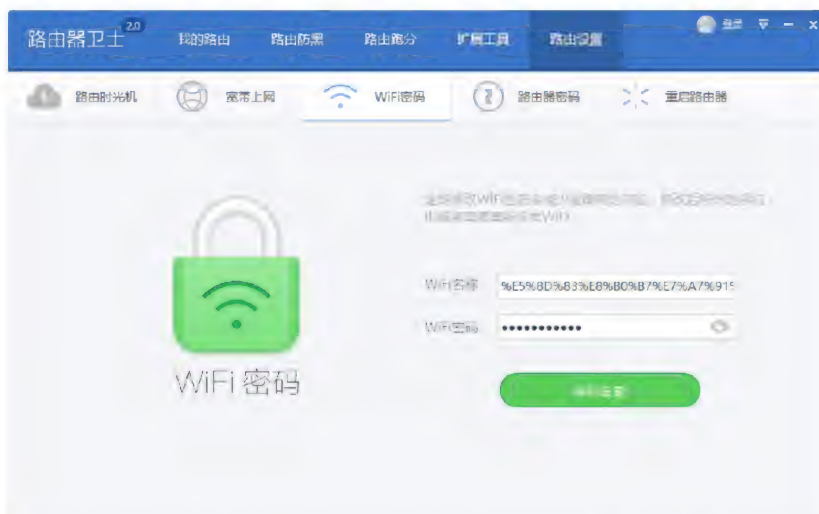 路由器卫士 2.0
我的路由 路由防黑 路由跑分 扩展工具 路由设置 登录
路由时光机 宽带上网 WiFi密码 路由器密码 重启路由器
WiFi名称 %E5%8D%83%E8%B0%B7%E7%A7%915
WiFi密码 •••••••••••
WiFi 密码